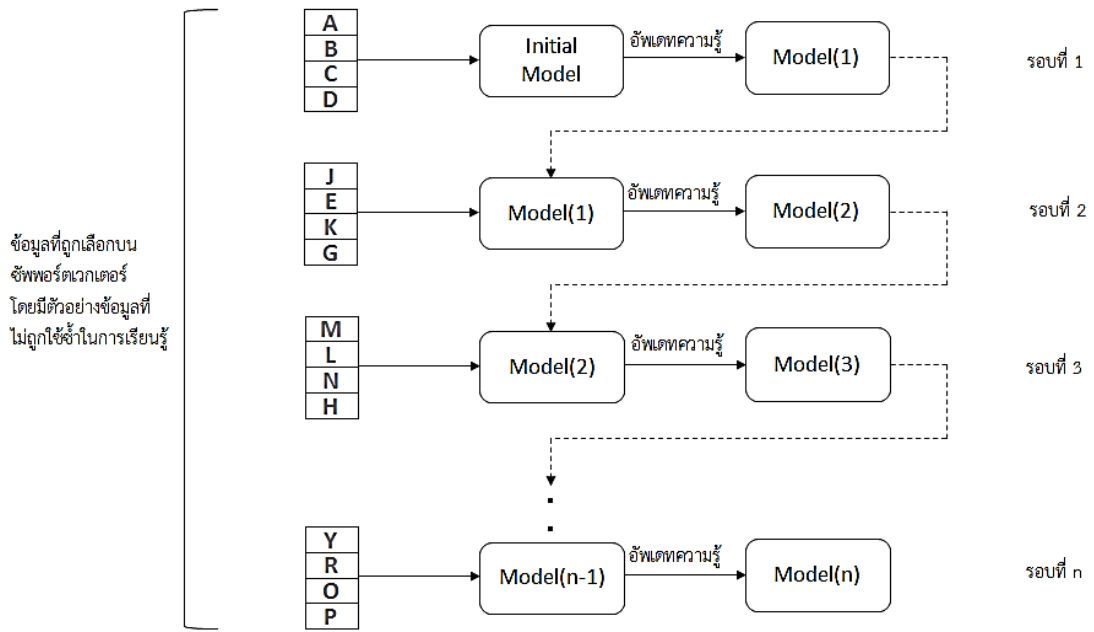 A
B
C
D
Initial
Model
อัพเดทความรู้
Model(1)
รอบที่ 1
J
E
K
G
Model(1)
อัพเดทความรู้
Model(2)
รอบที่ 2
ข้อมูลที่ถูกเลือกบน
ซัพพอร์ตเวกเตอร์
โดยมีตัวอย่างข้อมูลที่
ไม่ถูกใช้ซ้ำในการเรียนรู้
M
L
N
H
Model(2)
อัพเดทความรู้
Model(3)
รอบที่ 3
Y
R
O
P
Model(n-1)
อัพเดทความรู้
Model(n)
รอบที่ n